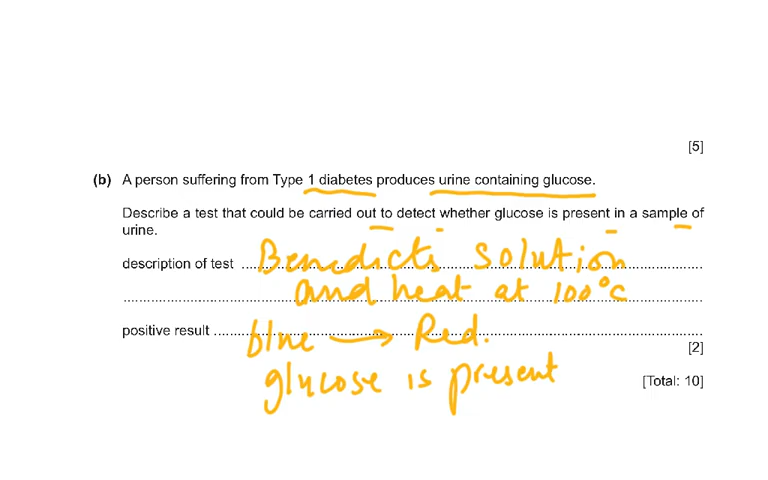 [5]
(b) A person suffering from Type 1 diabetes produces urine containing glucose.
Describe a test that could be carried out to detect whether glucose is present in a sample of
urine.
description of test ........ Benedict's solution ........
........ and heat at 100°C ........
positive result ........ blue → Red. ........
[2]
glucose is present
[Total: 10]